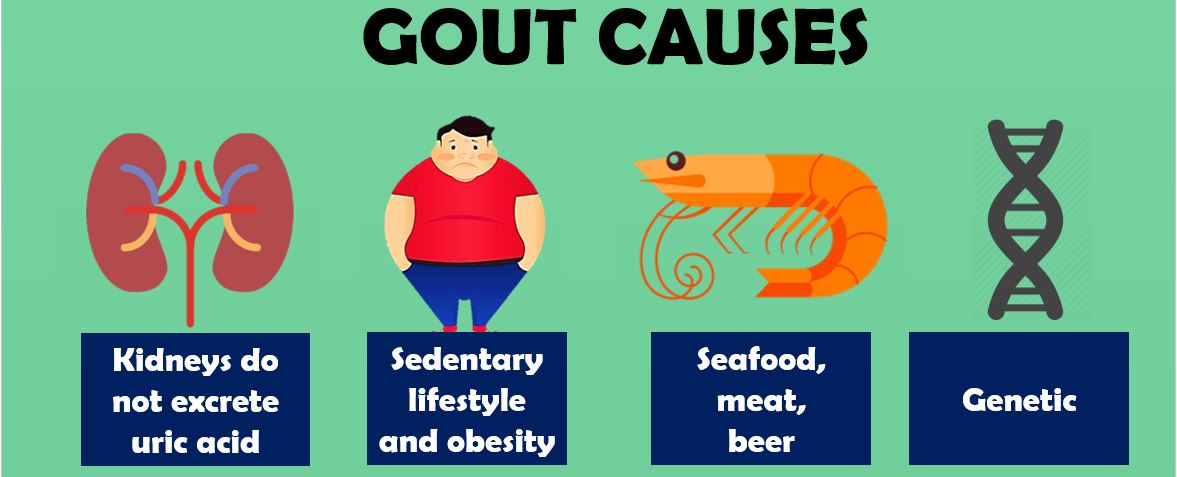 GOUT CAUSES
Kidneys do
not excrete
uric acid
Sedentary
lifestyle
and obesity
Seafood,
meat,
beer
Genetic